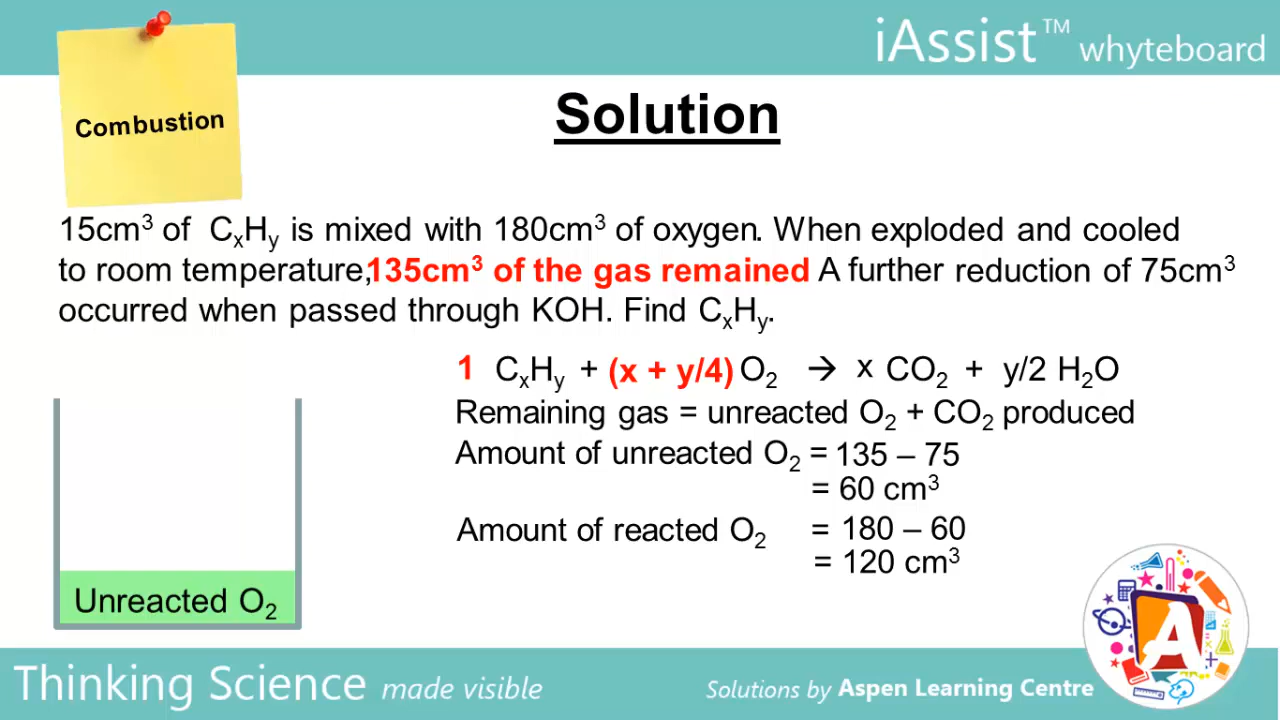 iAssist™ whyteboard
Combustion
Solution
15cm³ of CₓHᵧ is mixed with 180cm³ of oxygen. When exploded and cooled
to room temperature,135cm³ of the gas remained A further reduction of 75cm³
occurred when passed through KOH. Find CₓHᵧ.
1 CₓHᵧ + (x + y/4) O₂ → x CO₂ + y/2 H₂O
Remaining gas = unreacted O₂ + CO₂ produced
Amount of unreacted O₂ = 135 – 75
= 60 cm³
Amount of reacted O₂ = 180 – 60
= 120 cm³
Unreacted O₂
A
Thinking Science made visible
Solutions by Aspen Learning Centre